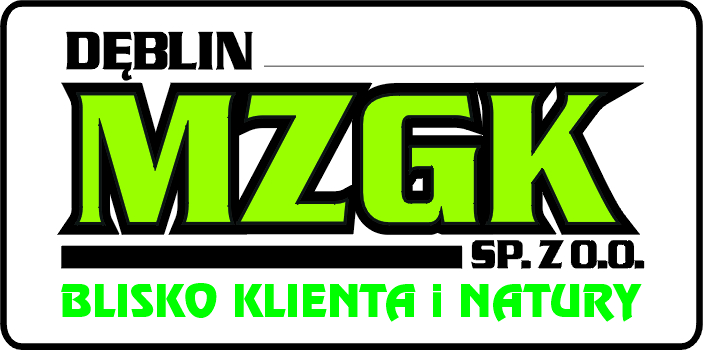 DĘBLIN
MZGK
SP. Z O.O.
BLISKO KLIENTA i NATURY